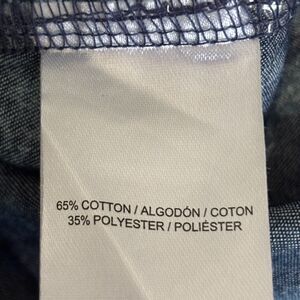 65% COTTON / ALGODÓN / COTON
35% POLYESTER / POLIÉSTER